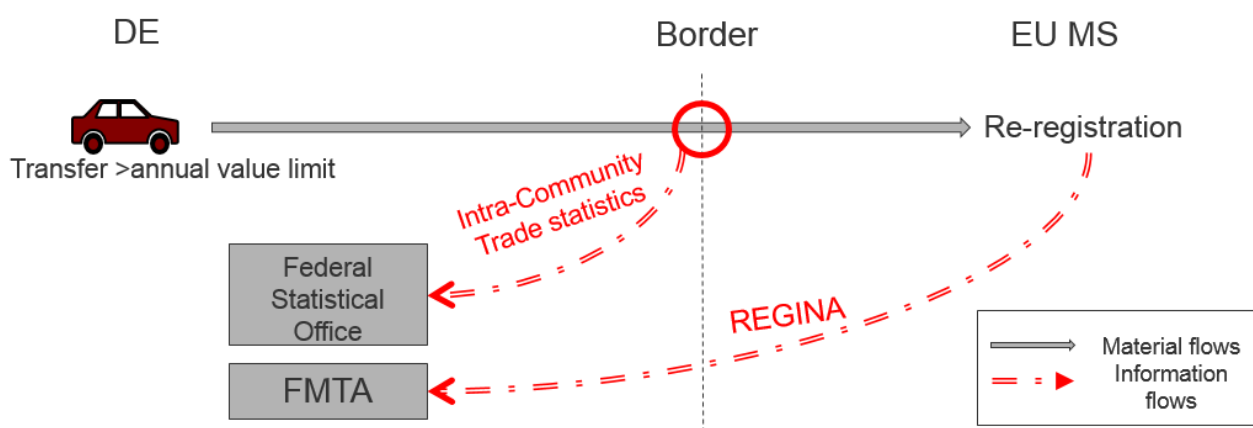 DE
Border
EU MS
Transfer >annual value limit
Re-registration
Intra-Community
Trade statistics
Federal
Statistical
Office
REGINA
FMTA
Material flows
Information
flows